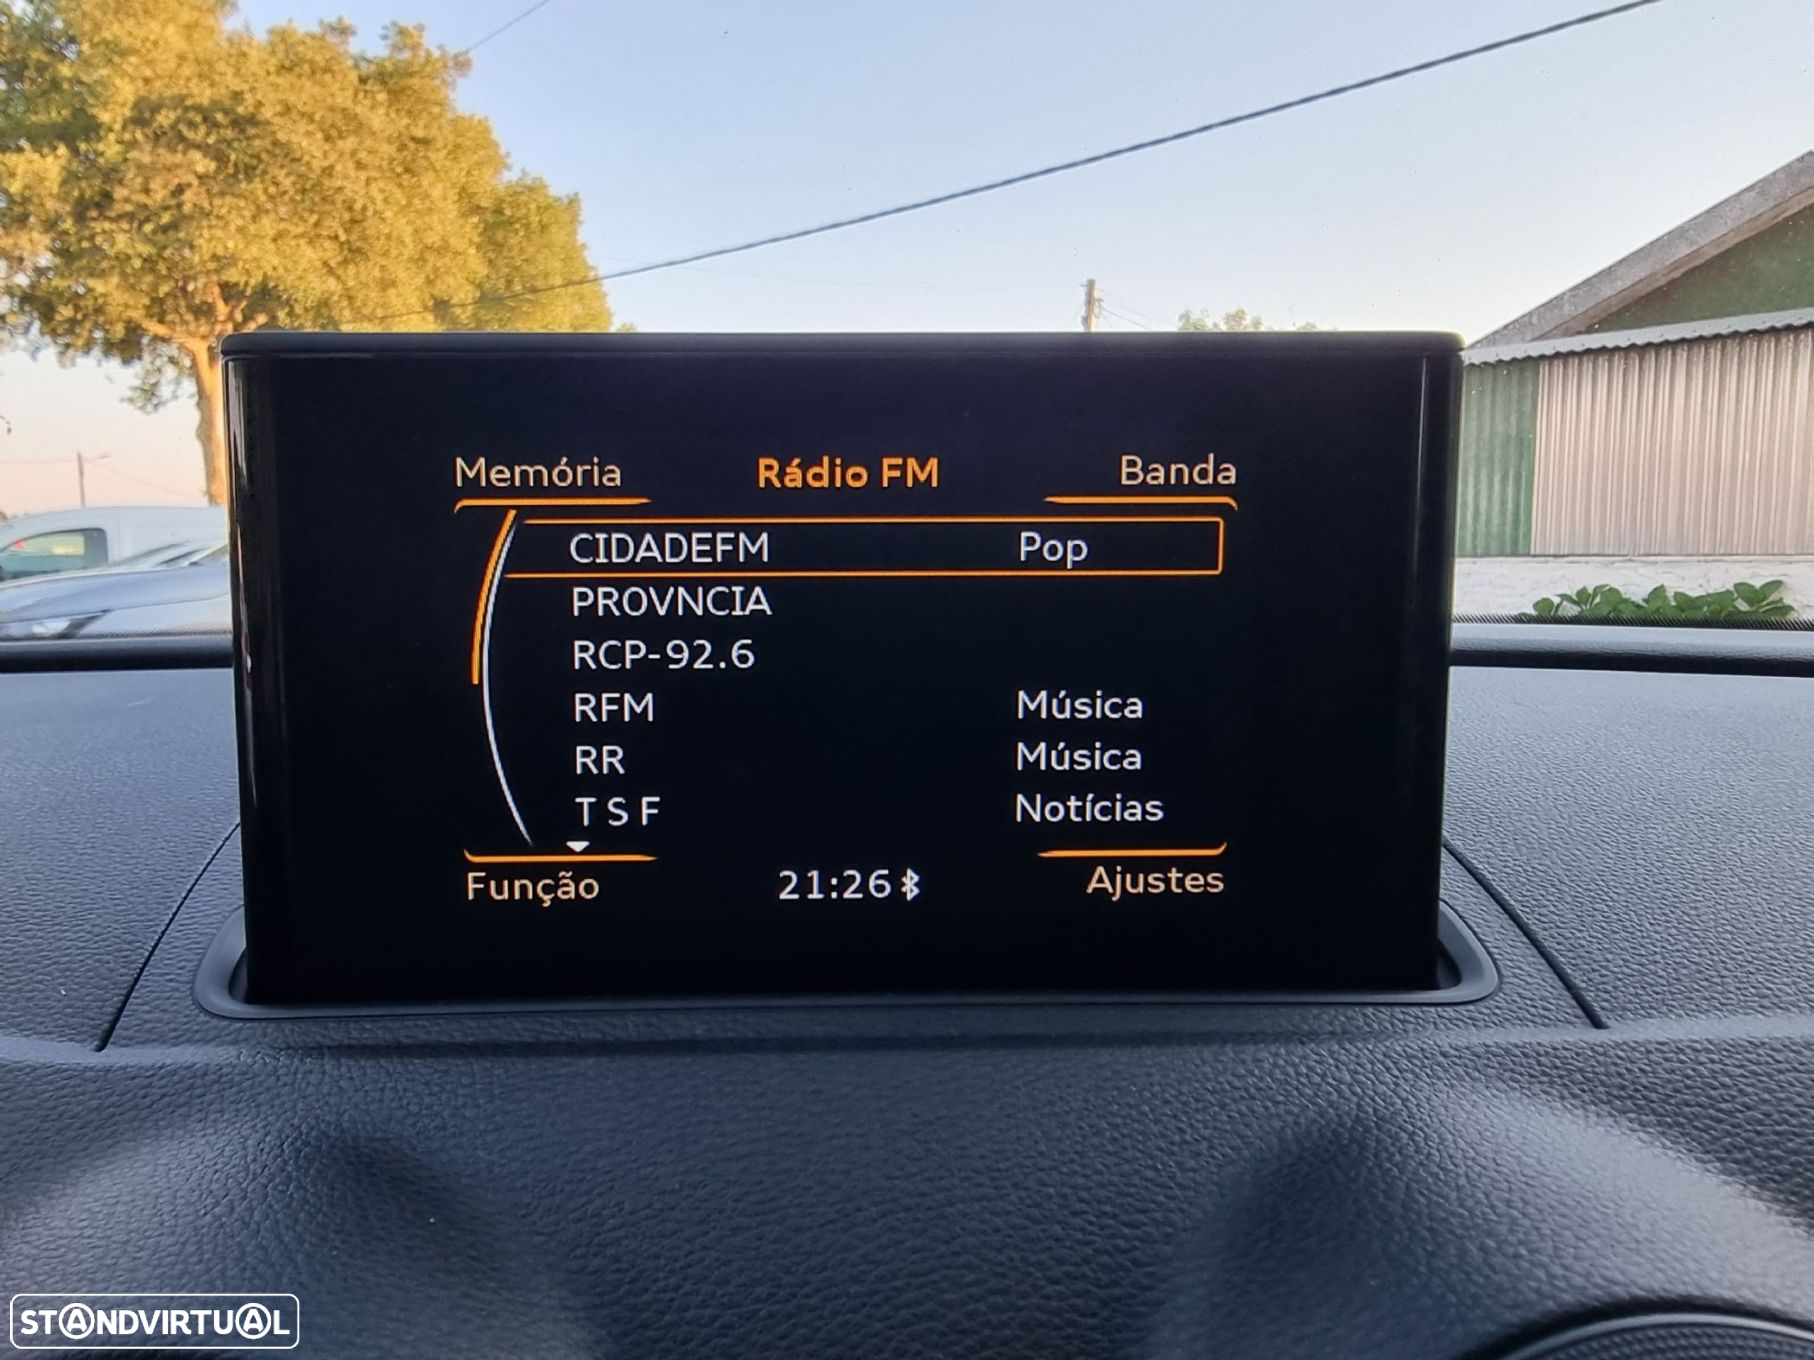 Memória Rádio FM Banda
CIDADEFM Pop
PROVNCIA
RCP-92.6
RFM Música
RR Música
T S F Notícias
Função 21:26 Ajustes
STANDVIRTUAL